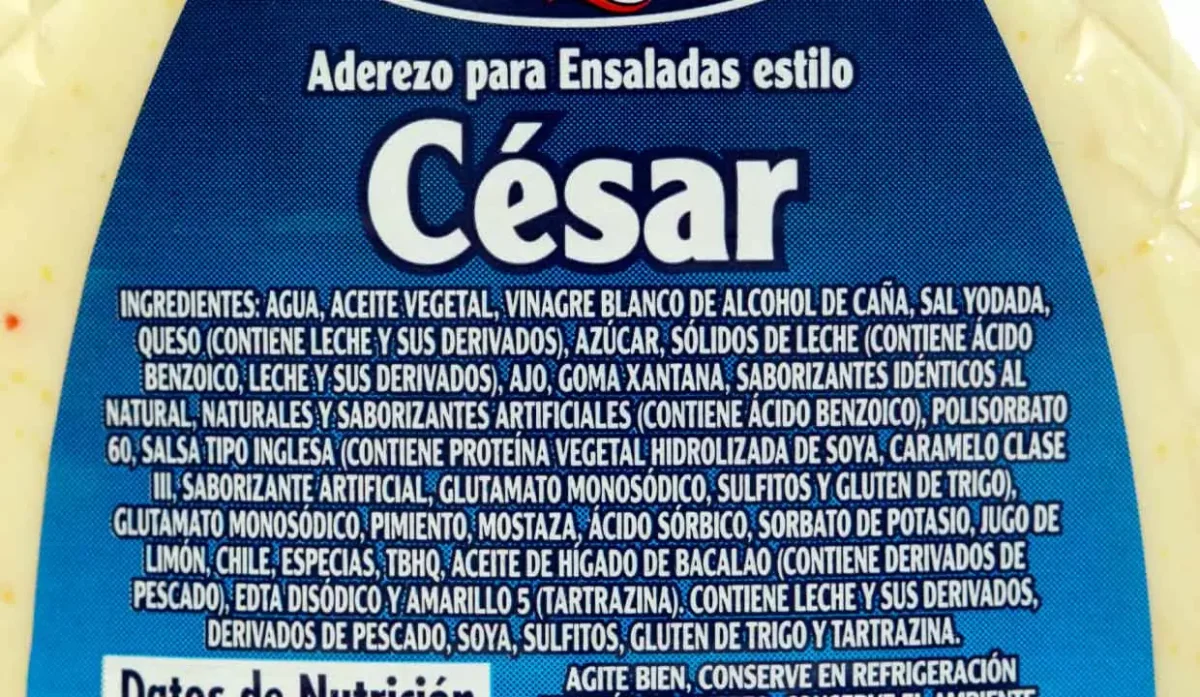 Aderezo para Ensaladas estilo
César
INGREDIENTES: AGUA, ACEITE VEGETAL, VINAGRE BLANCO DE ALCOHOL DE CAÑA, SAL YODADA,
QUESO (CONTIENE LECHE Y SUS DERIVADOS), AZÚCAR, SÓLIDOS DE LECHE (CONTIENE ÁCIDO
BENZOICO, LECHE Y SUS DERIVADOS), AJO, GOMA XANTANA, SABORIZANTES IDÉNTICOS AL
NATURAL, NATURALES Y SABORIZANTES ARTIFICIALES (CONTIENE ÁCIDO BENZOICO), POLISORBATO
60, SALSA TIPO INGLESA (CONTIENE PROTEÍNA VEGETAL HIDROLIZADA DE SOYA, CARAMELO CLASE
III, SABORIZANTE ARTIFICIAL, GLUTAMATO MONOSÓDICO, SULFITOS Y GLUTEN DE TRIGO),
GLUTAMATO MONOSÓDICO, PIMIENTO, MOSTAZA, ÁCIDO SÓRBICO, SORBATO DE POTASIO, JUGO DE
LIMÓN, CHILE, ESPECIAS, TBHQ, ACEITE DE HÍGADO DE BACALAO (CONTIENE DERIVADOS DE
PESCADO), EDTA DISÓDICO Y AMARILLO 5 (TARTRAZINA). CONTIENE LECHE Y SUS DERIVADOS,
DERIVADOS DE PESCADO, SOYA, SULFITOS, GLUTEN DE TRIGO Y TARTRAZINA.
Datos de Nutrición
AGITE BIEN, CONSERVE EN REFRIGERACIÓN